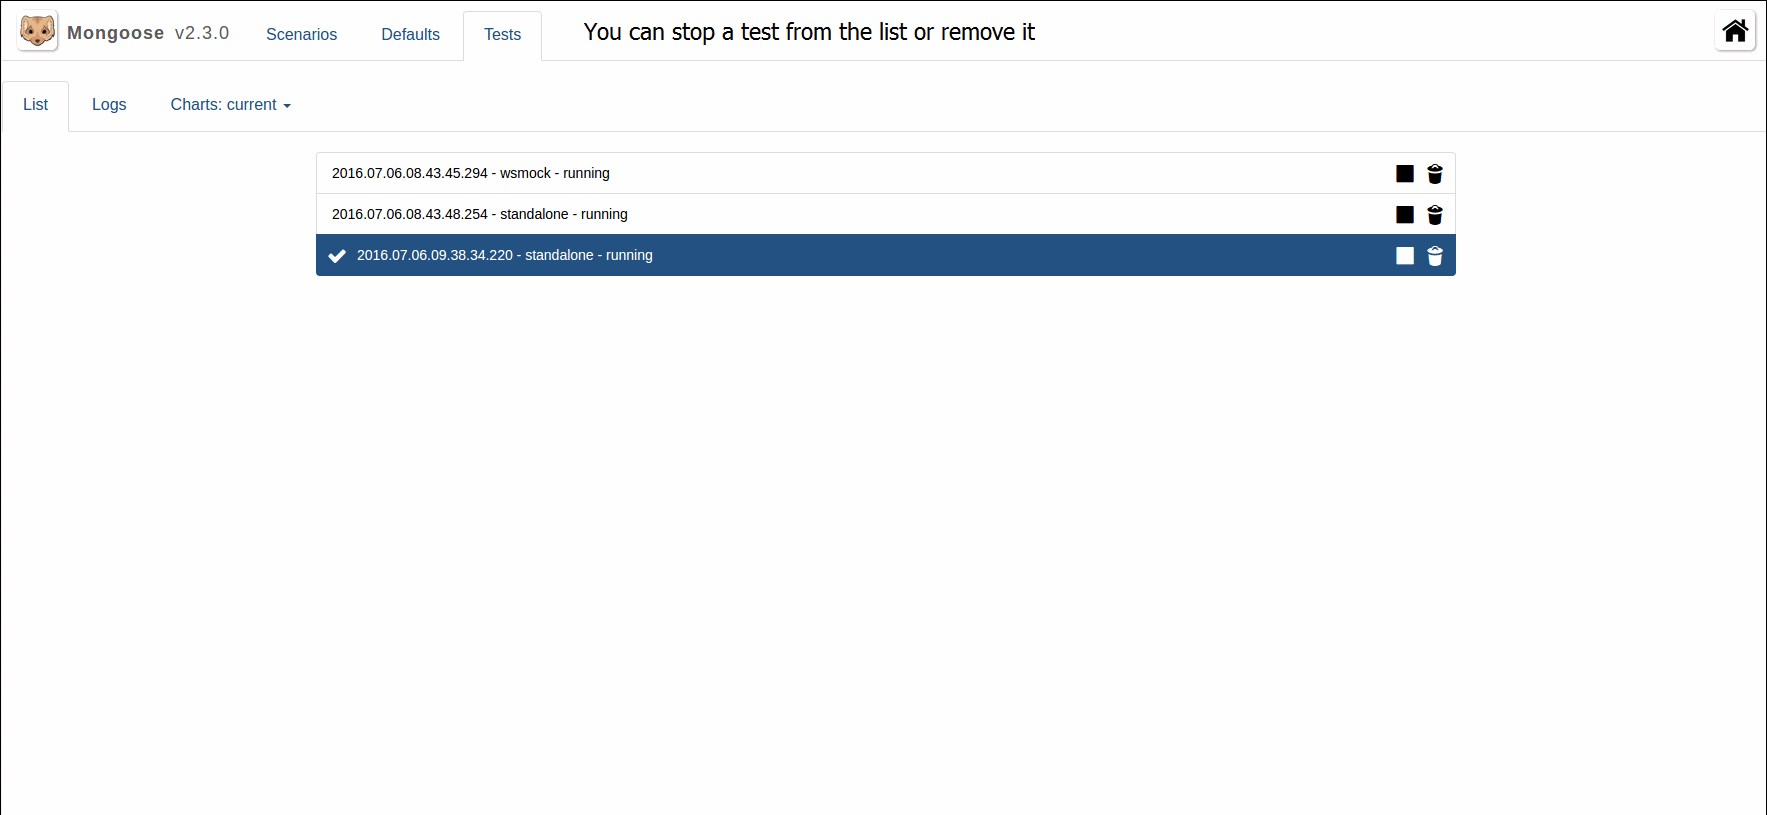 Mongoose v2.3.0 Scenarios Defaults Tests You can stop a test from the list or remove it
List Logs Charts: current
2016.07.06.08.43.45.294 - wsmock - running
2016.07.06.08.43.48.254 - standalone - running
2016.07.06.09.38.34.220 - standalone - running